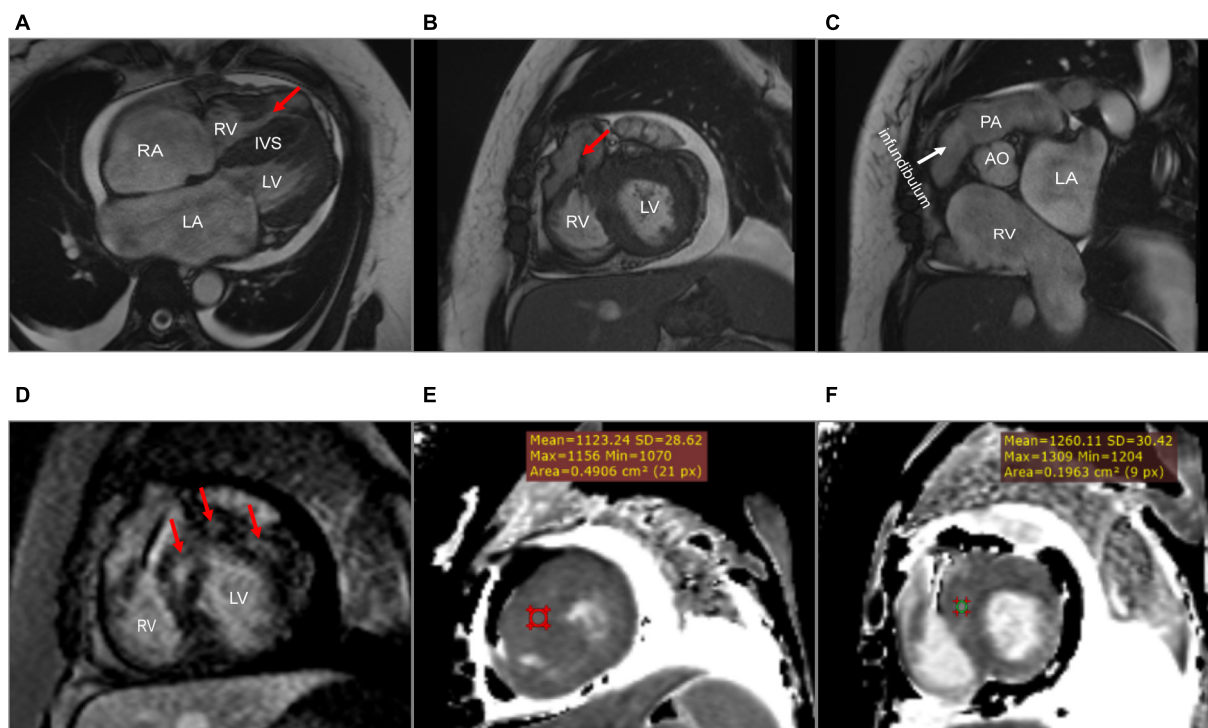 A
B
C
RA
RV
IVS
LV
LA
RV
LV
infundibulum
PA
AO
LA
RV
D
E
F
RV
LV
Mean=1123.24 SD=28.62
Max=1156 Min=1070
Area=0.4906 cm² (21 px)
Mean=1260.11 SD=30.42
Max=1309 Min=1204
Area=0.1963 cm² (9 px)